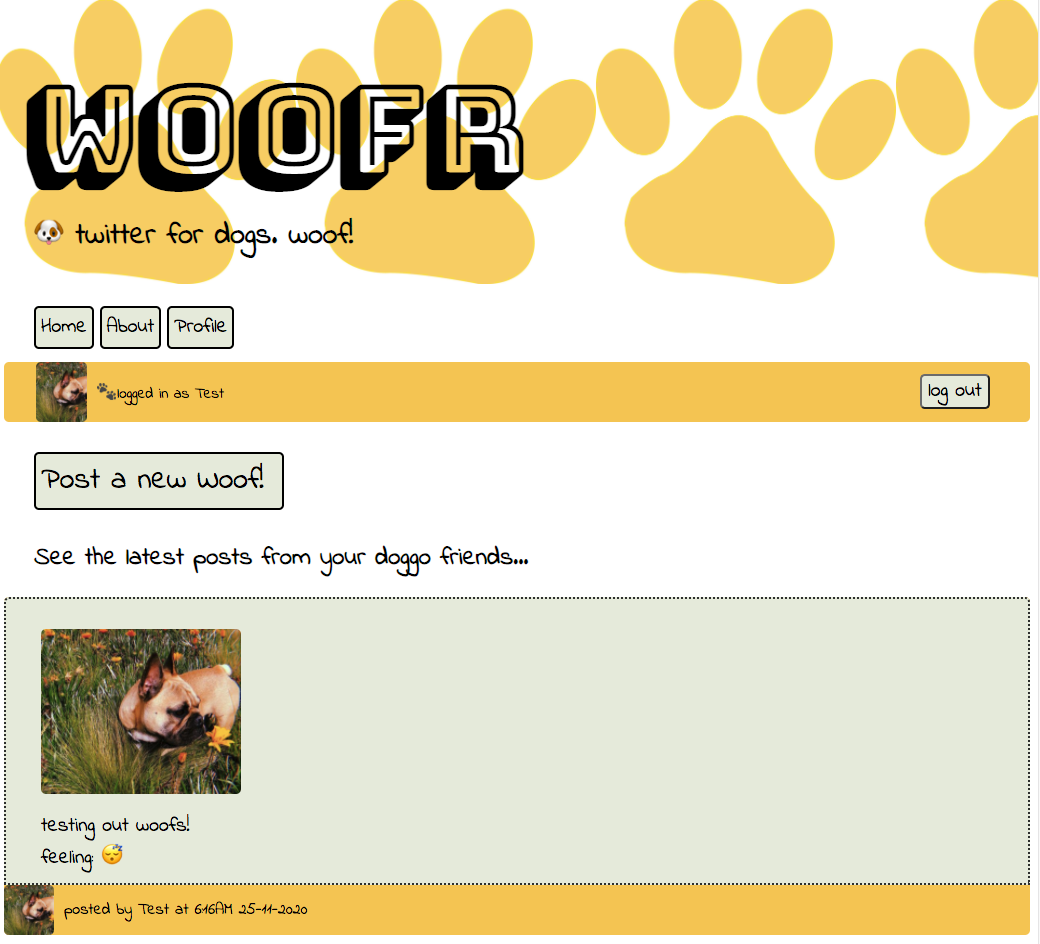 WOOFR
🐶 twitter for dogs. woof!
Home About Profile
🐾logged in as Test log out
Post a new Woof!
See the latest posts from your doggo friends...
testing out woofs!
feeling: 😴
posted by Test at 6:16AM 25-11-2020